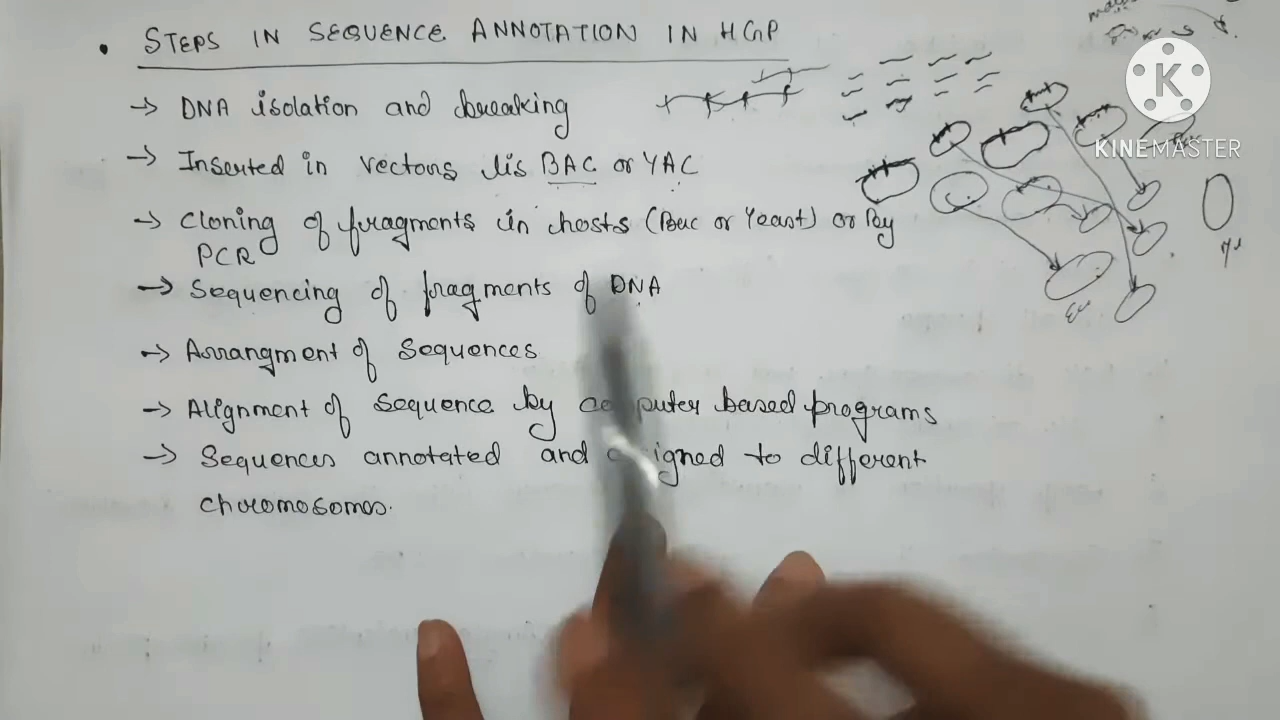 • STEPS IN SEQUENCE ANNOTATION IN HGP
→ DNA isolation and breaking
→ Inserted in vectors lis BAC or YAC
→ Cloning of fragments in hosts (Bac or Yeast) or By
PCR
→ Sequencing of fragments of DNA
→ Arrangment of Sequences
→ Alignment of Sequence by computer based programs
→ Sequences annotated and assigned to different
chromosomes.
K
KINEMASTER